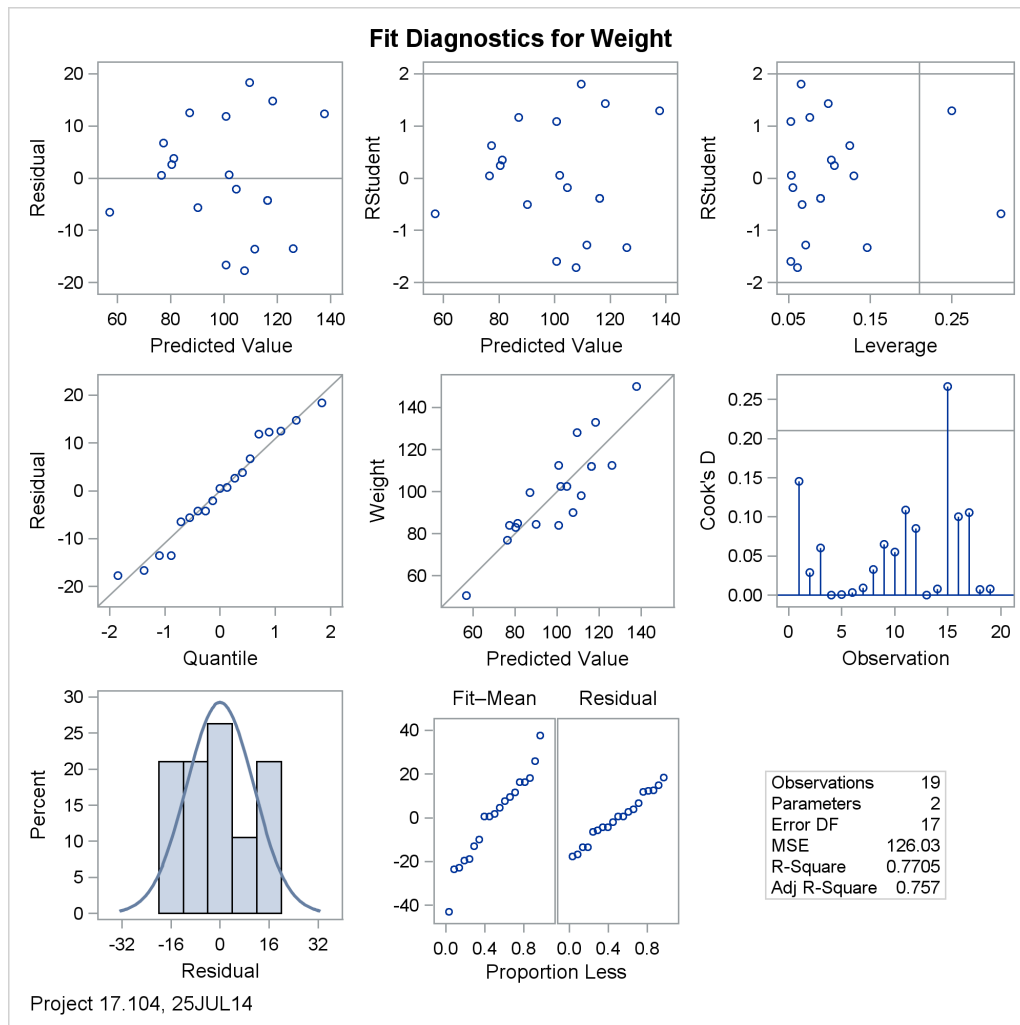 Fit Diagnostics for Weight
20
10
0
-10
-20
Residual
60 80 100 120 140
Predicted Value
2
1
0
-1
-2
RStudent
60 80 100 120 140
Predicted Value
2
1
0
-1
-2
RStudent
0.05 0.15 0.25
Leverage
20
10
0
-10
-20
Residual
-2 -1 0 1 2
Quantile
140
120
100
80
60
Weight
60 80 100 120 140
Predicted Value
0.25
0.20
0.15
0.10
0.05
0.00
Cook's D
0 5 10 15 20
Observation
30
25
20
15
10
5
0
Percent
-32 -16 0 16 32
Residual
Fit–Mean Residual
40
20
0
-20
-40
0.0 0.4 0.8 0.0 0.4 0.8
Proportion Less
Observations 19
Parameters 2
Error DF 17
MSE 126.03
R-Square 0.7705
Adj R-Square 0.757
Project 17.104, 25JUL14